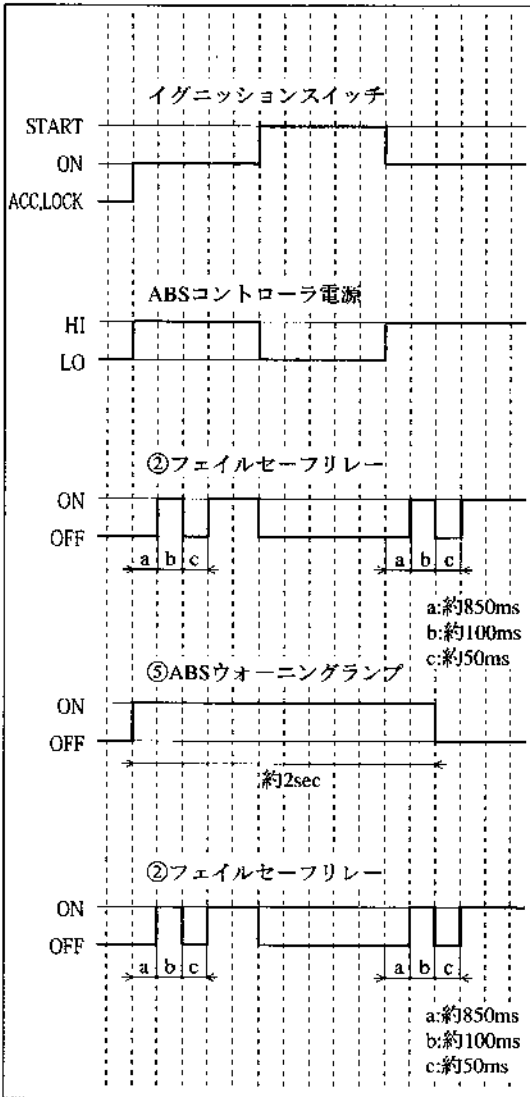 イグニッションスイッチ
START
ON
ACC,LOCK
ABSコントローラ電源
HI
LO
②フェイルセーフリレー
ON
OFF
a b c a b c
a:約850ms
b:約100ms
c:約50ms
⑤ABSウォーニングランプ
ON
OFF
約2sec
②フェイルセーフリレー
ON
OFF
a b c a b c
a:約850ms
b:約100ms
c:約50ms